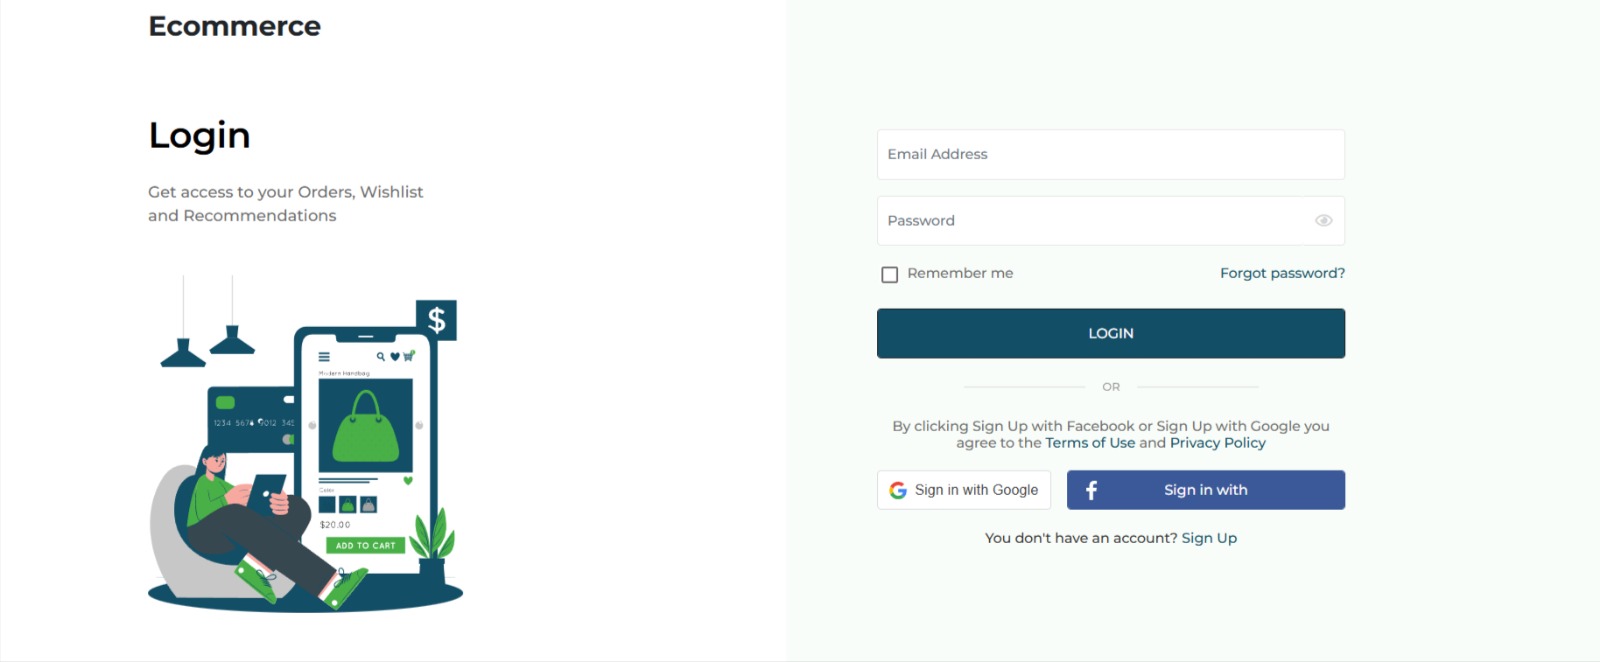 Ecommerce
Login
Get access to your Orders, Wishlist
and Recommendations
$
Modern Handbag
1234 567
012 345
Color
$20.00
ADD TO CART
Email Address
Password
Remember me
Forgot password?
LOGIN
OR
By clicking Sign Up with Facebook or Sign Up with Google you
agree to the Terms of Use and Privacy Policy
Sign in with Google
Sign in with
You don't have an account? Sign Up